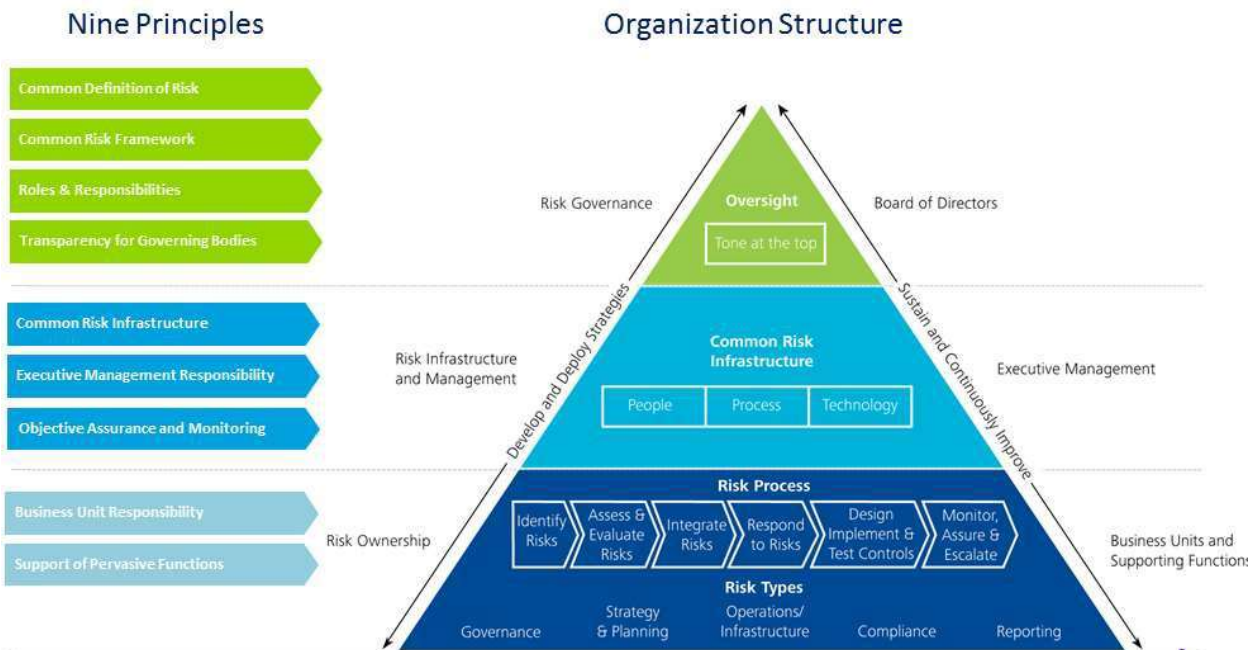 Nine Principles
Organization Structure
Common Definition of Risk
Common Risk Framework
Roles & Responsibilities
Transparency for Governing Bodies
Common Risk Infrastructure
Executive Management Responsibility
Objective Assurance and Monitoring
Business Unit Responsibility
Support of Pervasive Functions
Risk Governance
Oversight
Tone at the top
Board of Directors
Develop and Deploy Strategies
Sustain and Continuously Improve
Risk Infrastructure
and Management
Common Risk
Infrastructure
People
Process
Technology
Executive Management
Risk Ownership
Risk Process
Identify
Risks
Assess &
Evaluate
Risks
Integrate
Risks
Respond
to Risks
Design
Implement &
Test Controls
Monitor,
Assure &
Escalate
Business Units and
Supporting Functions
Risk Types
Governance
Strategy
& Planning
Operations/
Infrastructure
Compliance
Reporting